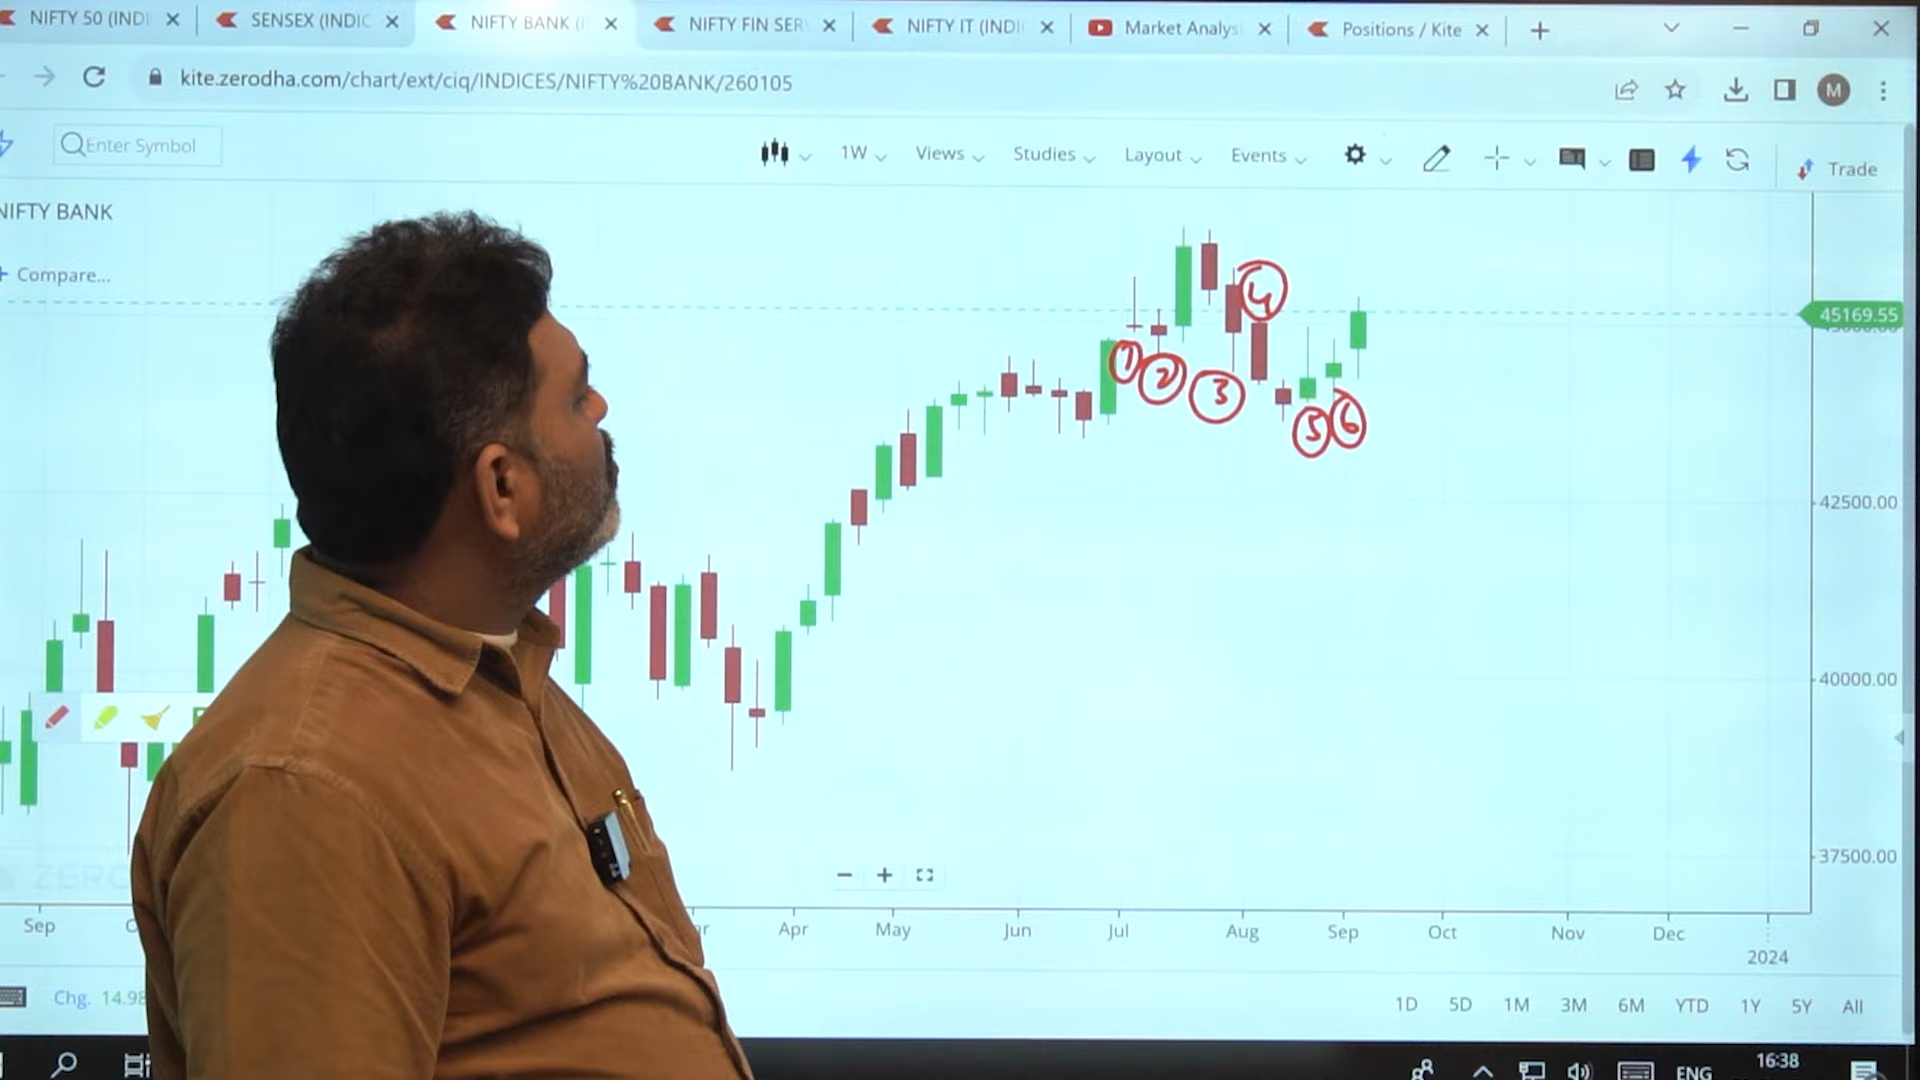 NIFTY 50 (INDI
SENSEX (INDIC
NIFTY BANK (I
NIFTY FIN SER
NIFTY IT (INDI
Market Analys
Positions / Kite
kite.zerodha.com/chart/ext/ciq/INDICES/NIFTY%20BANK/260105
M
Enter Symbol
1W
Views
Studies
Layout
Events
Trade
NIFTY BANK
+ Compare...
45169.55
42500.00
40000.00
37500.00
1
2
3
4
5
6
ZERO
Sep
Apr
May
Jun
Jul
Aug
Sep
Oct
Nov
Dec
2024
Chg. 14.98
1D
5D
1M
3M
6M
YTD
1Y
5Y
All
ENG
16:38